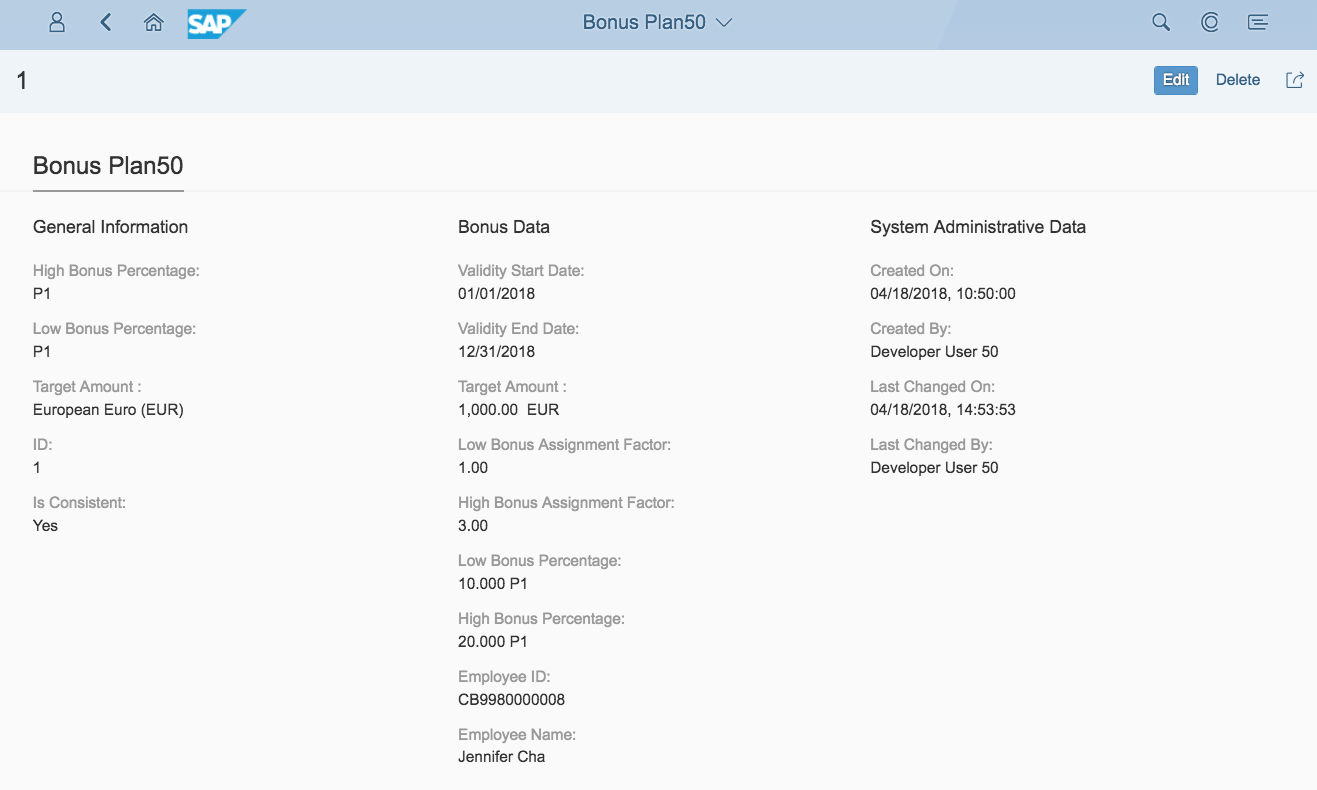 SAP
Bonus Plan50
1
Edit
Delete
Bonus Plan50
General Information
High Bonus Percentage:
P1
Low Bonus Percentage:
P1
Target Amount :
European Euro (EUR)
ID:
1
Is Consistent:
Yes
Bonus Data
Validity Start Date:
01/01/2018
Validity End Date:
12/31/2018
Target Amount :
1,000.00 EUR
Low Bonus Assignment Factor:
1.00
High Bonus Assignment Factor:
3.00
Low Bonus Percentage:
10.000 P1
High Bonus Percentage:
20.000 P1
Employee ID:
CB9980000008
Employee Name:
Jennifer Cha
System Administrative Data
Created On:
04/18/2018, 10:50:00
Created By:
Developer User 50
Last Changed On:
04/18/2018, 14:53:53
Last Changed By:
Developer User 50